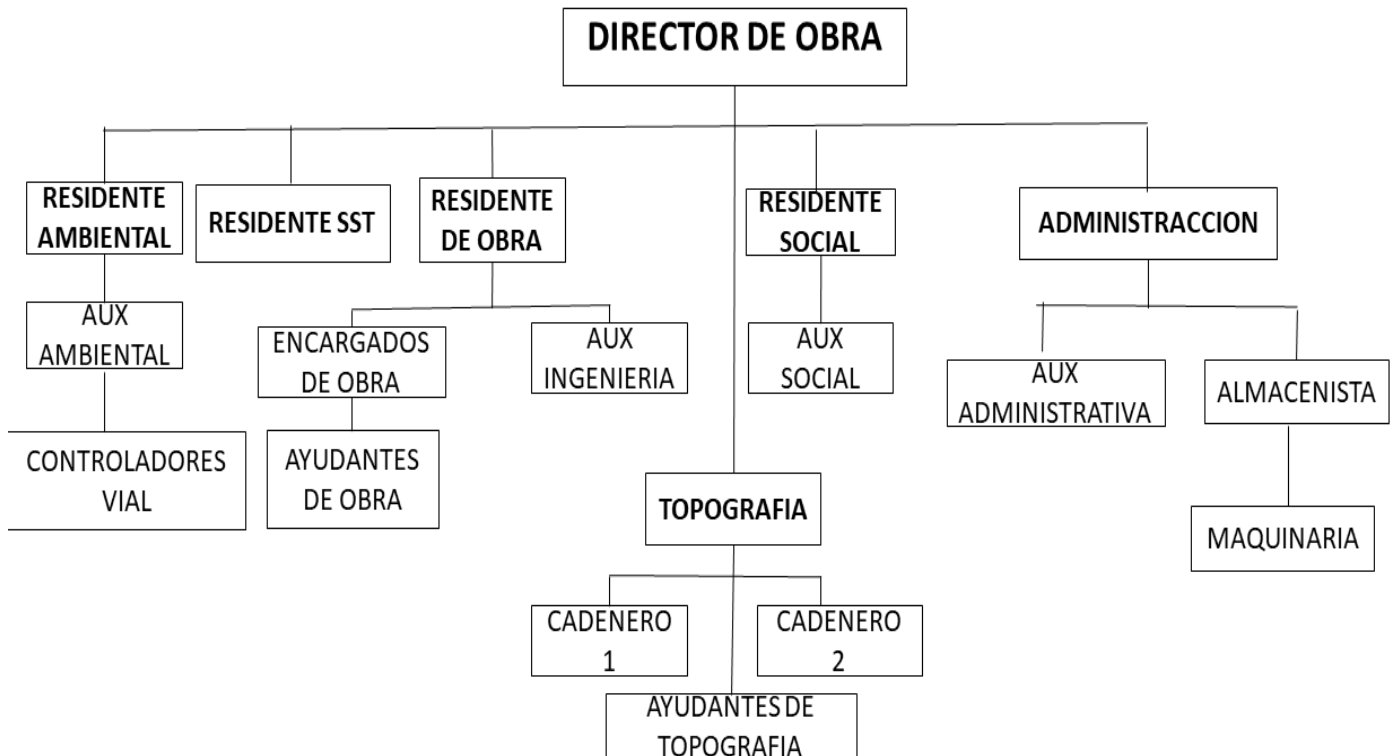 DIRECTOR DE OBRA
RESIDENTE
AMBIENTAL
RESIDENTE SST
RESIDENTE
DE OBRA
RESIDENTE
SOCIAL
ADMINISTRACCION
AUX
AMBIENTAL
ENCARGADOS
DE OBRA
AUX
INGENIERIA
AUX
SOCIAL
AUX
ADMINISTRATIVA
ALMACENISTA
CONTROLADORES
VIAL
AYUDANTES
DE OBRA
TOPOGRAFIA
MAQUINARIA
CADENERO
1
CADENERO
2
AYUDANTES DE
TOPOGRAFIA